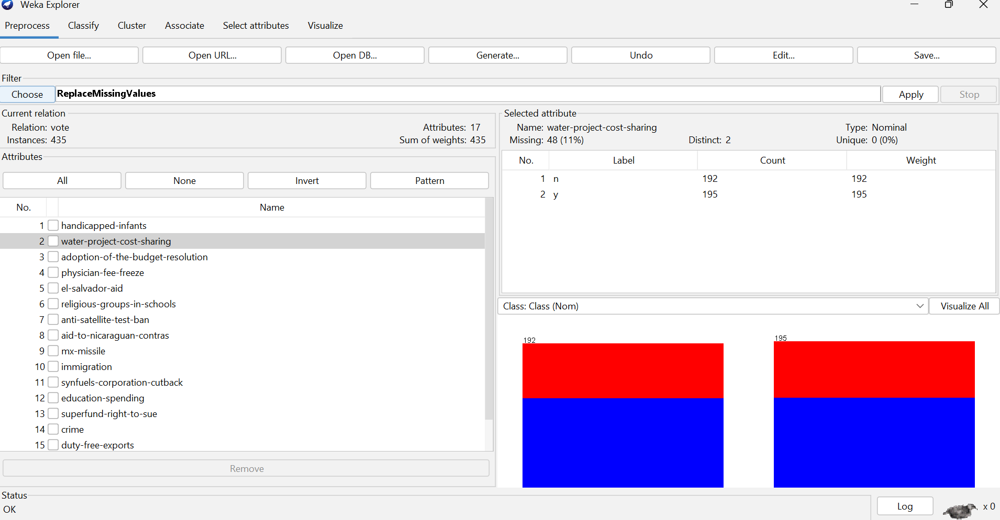 Weka Explorer
Preprocess Classify Cluster Associate Select attributes Visualize
Open file... Open URL... Open DB... Generate... Undo Edit... Save...
Filter
Choose ReplaceMissingValues Apply Stop
Current relation
Relation: vote Attributes: 17
Instances: 435 Sum of weights: 435
Attributes
All None Invert Pattern
No. Name
1 handicapped-infants
2 water-project-cost-sharing
3 adoption-of-the-budget-resolution
4 physician-fee-freeze
5 el-salvador-aid
6 religious-groups-in-schools
7 anti-satellite-test-ban
8 aid-to-nicaraguan-contras
9 mx-missile
10 immigration
11 synfuels-corporation-cutback
12 education-spending
13 superfund-right-to-sue
14 crime
15 duty-free-exports
Remove
Selected attribute
Name: water-project-cost-sharing Type: Nominal
Missing: 48 (11%) Distinct: 2 Unique: 0 (0%)
No. Label Count Weight
1 n 192 192
2 y 195 195
Class: Class (Nom) Visualize All
192 195
Status
OK
Log x 0